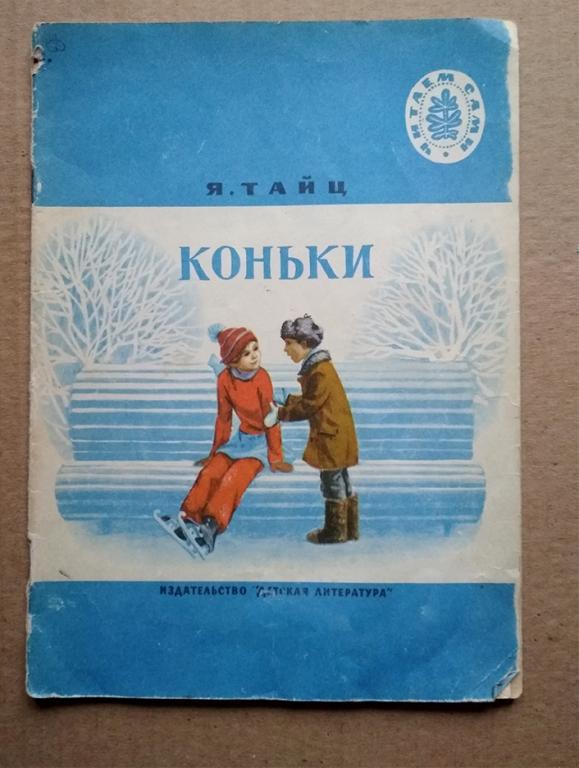 ЧИТАЕМ САМИ
Я. ТАЙЦ
КОНЬКИ
ИЗДАТЕЛЬСТВО "ДЕТСКАЯ ЛИТЕРАТУРА"